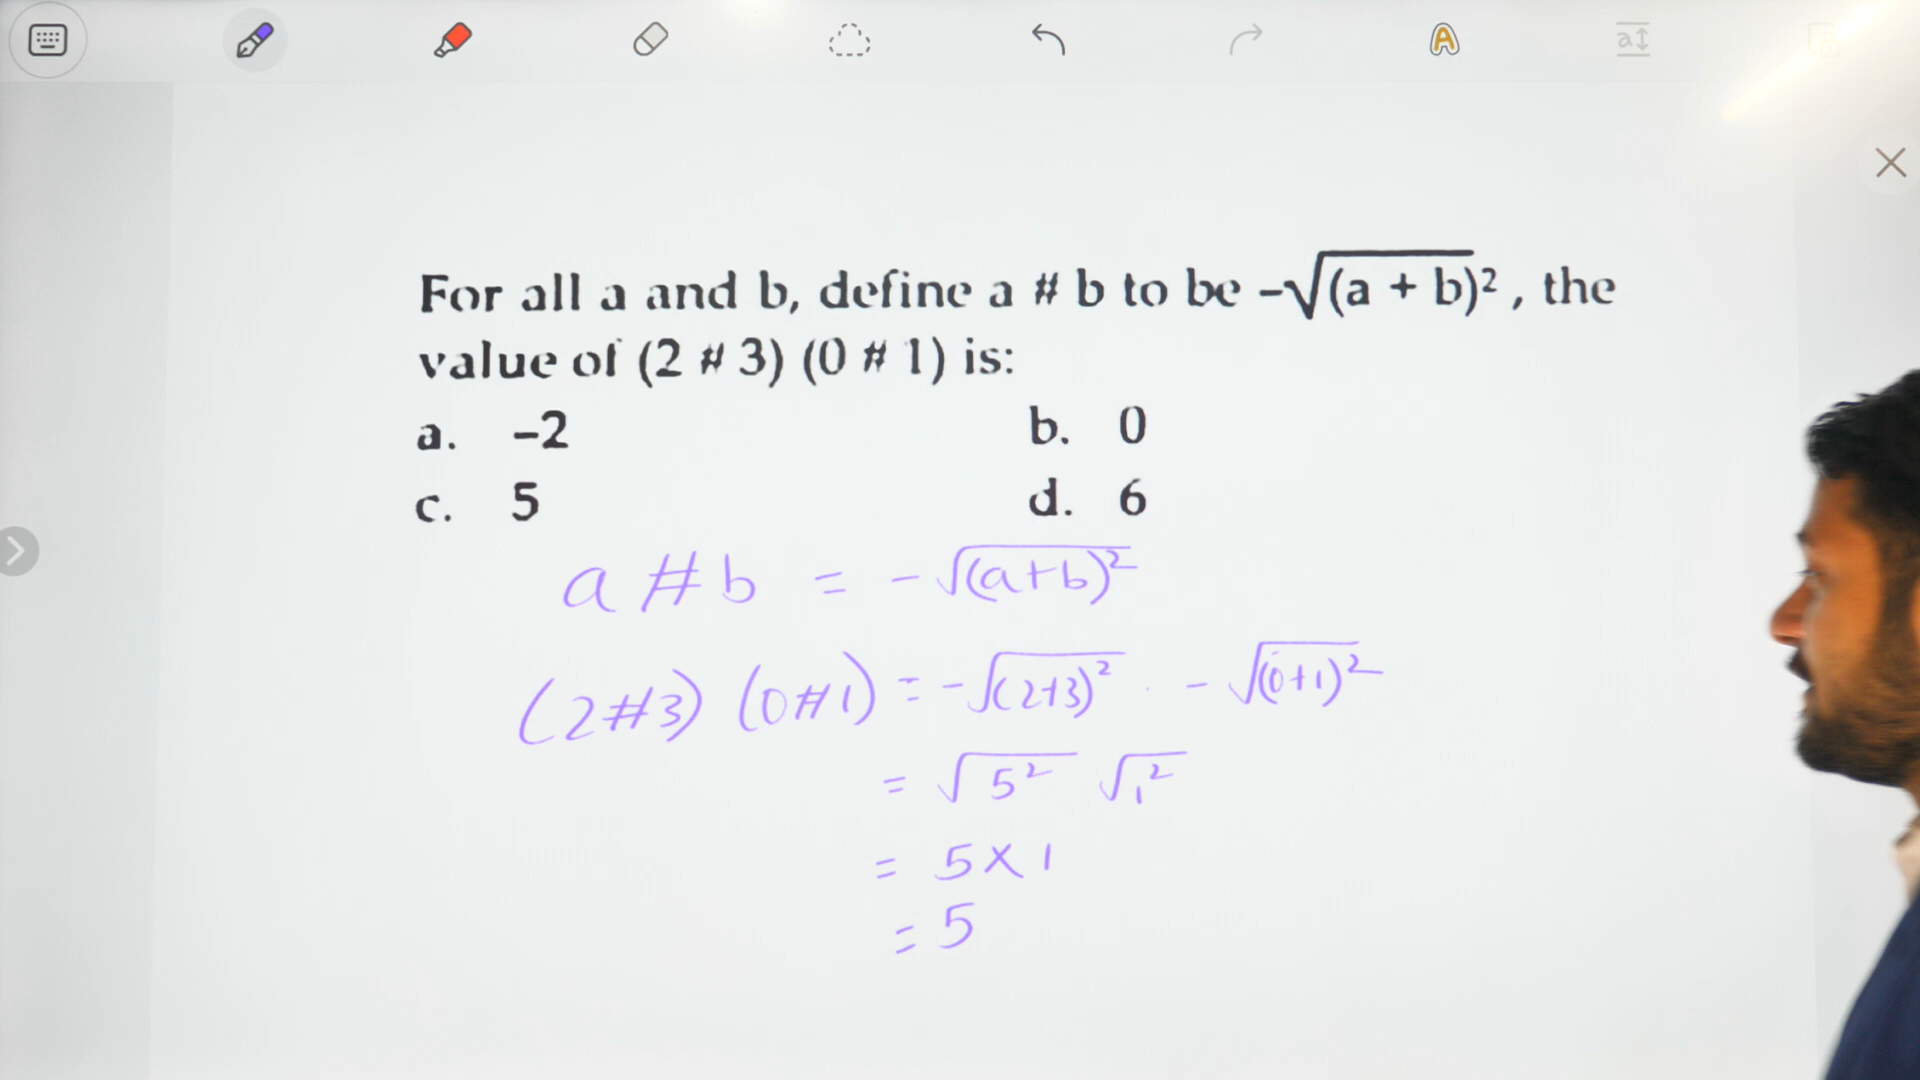 For all a and b, define a # b to be -√(a + b)², the
value of (2 # 3) (0 # 1) is:
a. -2 b. 0
c. 5 d. 6
a # b = -√(a+b)²
(2#3) (0#1) = -√(2+3)² · -√(0+1)²
= √5² √1²
= 5 × 1
= 5